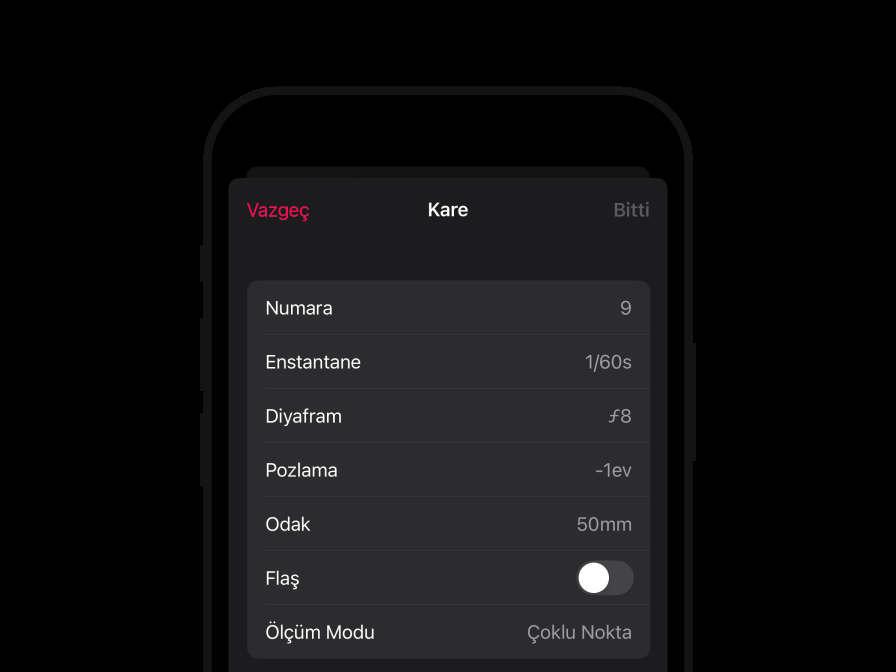 Vazgeç Kare Bitti
Numara 9
Enstantane 1/60s
Diyafram ƒ8
Pozlama -1ev
Odak 50mm
Flaş
Ölçüm Modu Çoklu Nokta